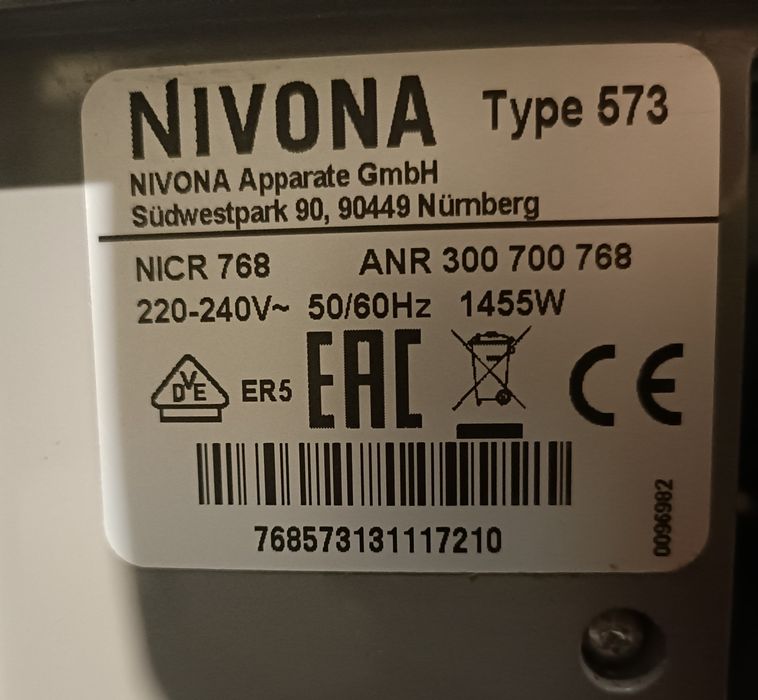 NIVONA Type 573
NIVONA Apparate GmbH
Südwestpark 90, 90449 Nürnberg
NICR 768 ANR 300 700 768
220-240V~ 50/60Hz 1455W
DVE ER5 EAC CE
768573131117210
0096982